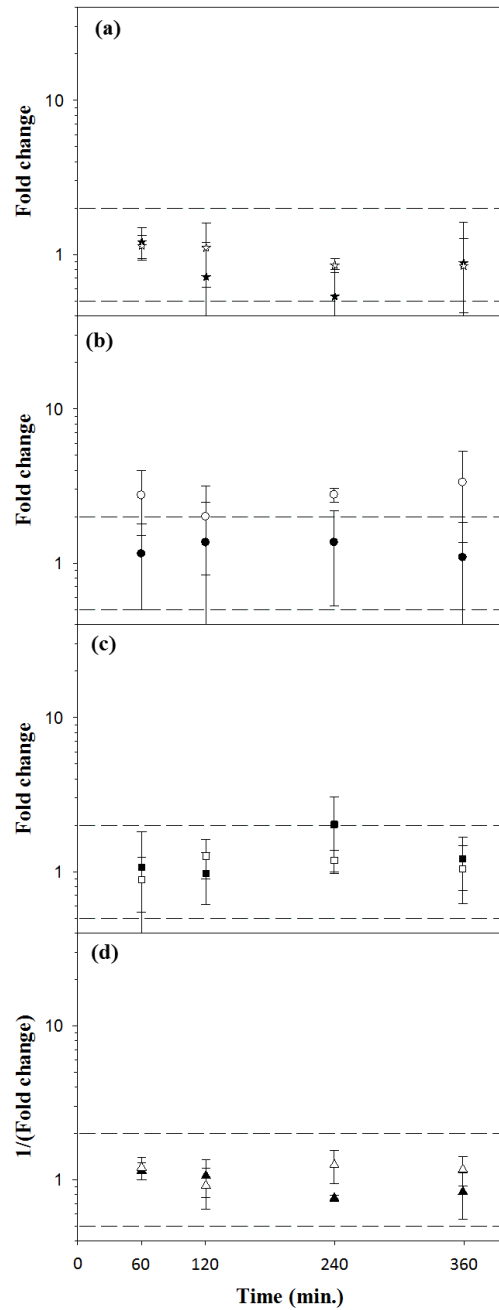 (a)
10
1
Fold change
(b)
10
1
Fold change
(c)
10
1
Fold change
(d)
10
1
1/(Fold change)
0 60 120 240 360
Time (min.)